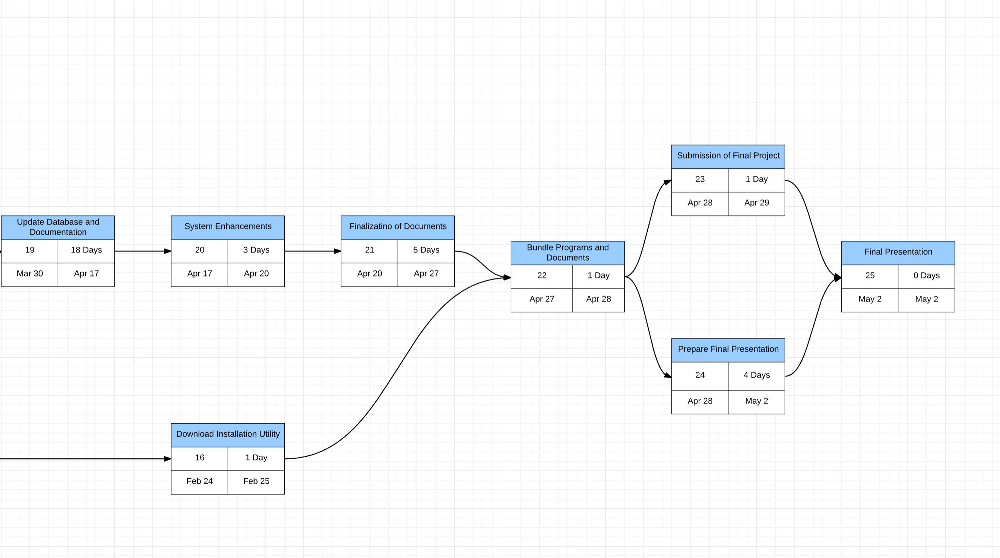 Submission of Final Project
23 1 Day
Apr 28 Apr 29
Update Database and
Documentation
19 18 Days
Mar 30 Apr 17
System Enhancements
20 3 Days
Apr 17 Apr 20
Finalizatino of Documents
21 5 Days
Apr 20 Apr 27
Bundle Programs and
Documents
22 1 Day
Apr 27 Apr 28
Final Presentation
25 0 Days
May 2 May 2
Prepare Final Presentation
24 4 Days
Apr 28 May 2
Download Installation Utility
16 1 Day
Feb 24 Feb 25